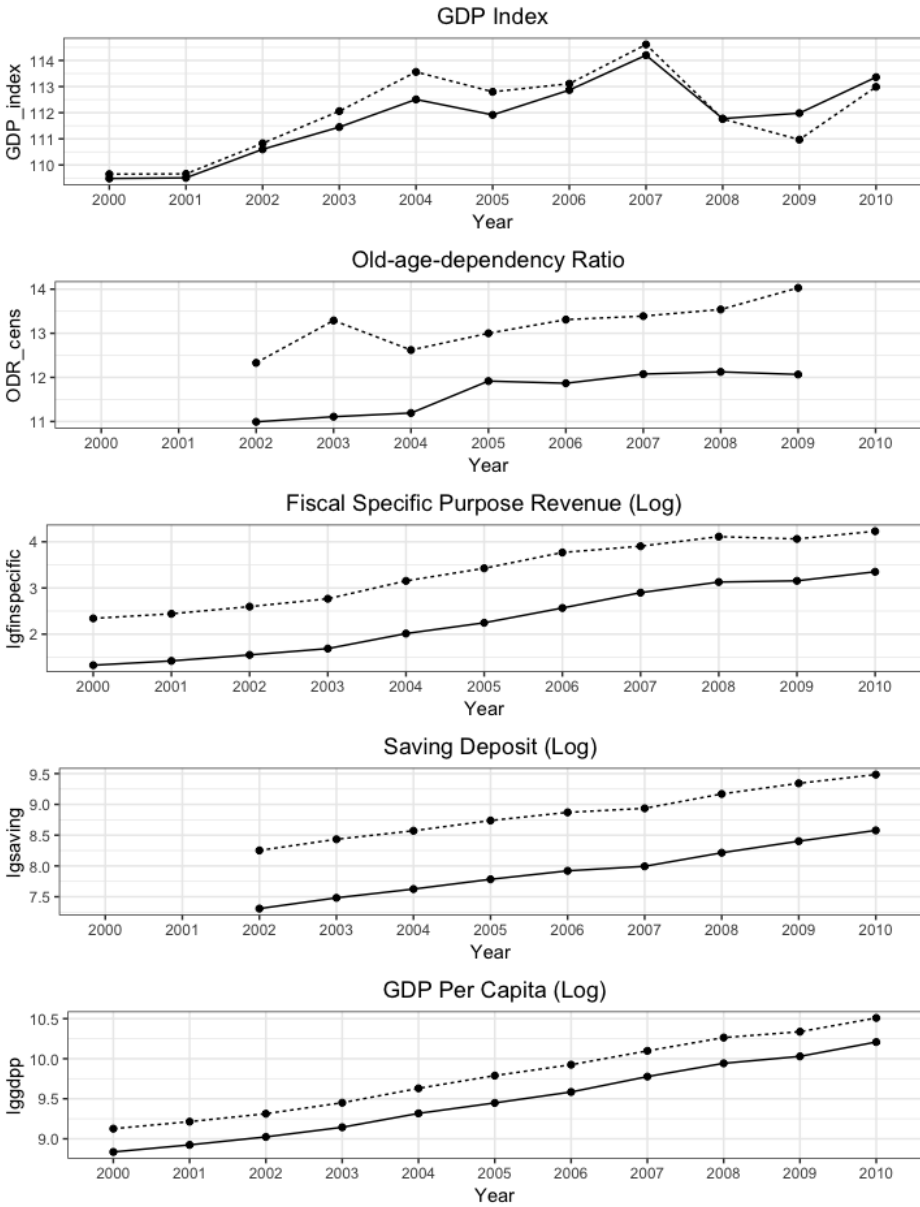 GDP Index
GDP_index
114
113
112
111
110
2000 2001 2002 2003 2004 2005 2006 2007 2008 2009 2010
Year
Old-age-dependency Ratio
ODR_cens
14
13
12
11
2000 2001 2002 2003 2004 2005 2006 2007 2008 2009 2010
Year
Fiscal Specific Purpose Revenue (Log)
lgfinspecific
4
3
2
2000 2001 2002 2003 2004 2005 2006 2007 2008 2009 2010
Year
Saving Deposit (Log)
lgsaving
9.5
9.0
8.5
8.0
7.5
2000 2001 2002 2003 2004 2005 2006 2007 2008 2009 2010
Year
GDP Per Capita (Log)
lggdpp
10.5
10.0
9.5
9.0
2000 2001 2002 2003 2004 2005 2006 2007 2008 2009 2010
Year